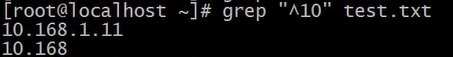 [root@localhost ~]# grep "^10" test.txt
10.168.1.11
10.168